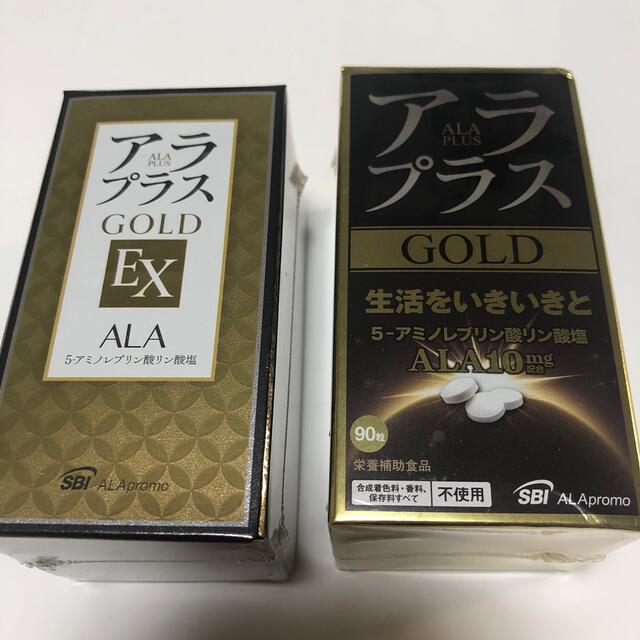 アラ
ALA
PLUS
プラス
GOLD
EX
ALA
5-アミノレブリン酸リン酸塩
SBI ALApromo
アラ
ALA
PLUS
プラス
GOLD
生活をいきいきと
5-アミノレブリン酸リン酸塩
ALA10mg配合
90粒
栄養補助食品
合成着色料・香料、
保存料すべて
不使用
SBI ALApromo